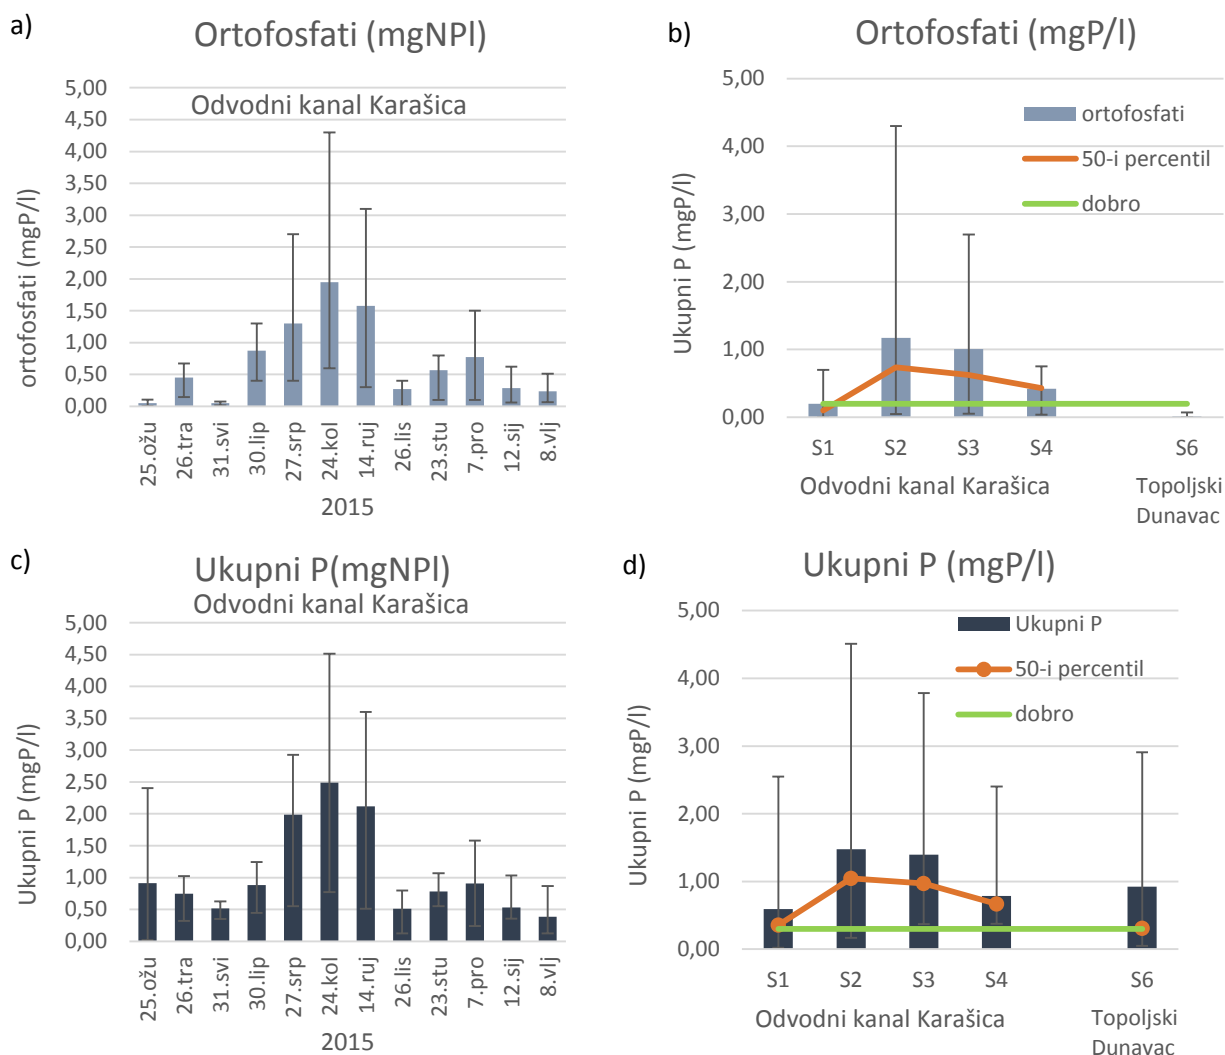 a)
Ortofosfati (mgNPl)
Odvodni kanal Karašica
ortofosfati (mgP/l)
5,00
4,50
4,00
3,50
3,00
2,50
2,00
1,50
1,00
0,50
0,00
25.ožu
26.tra
31.svi
30.lip
27.srp
24.kol
14.ruj
26.lis
23.stu
7.pro
12.sij
8.vlj
2015
b)
Ortofosfati (mgP/l)
Ukupni P (mgP/l)
5,00
4,00
3,00
2,00
1,00
0,00
ortofosfati
50-i percentil
dobro
S1
S2
S3
S4
S6
Odvodni kanal Karašica
Topoljski
Dunavac
c)
Ukupni P(mgNPl)
Odvodni kanal Karašica
Ukupni P (mgP/l)
5,00
4,50
4,00
3,50
3,00
2,50
2,00
1,50
1,00
0,50
0,00
25.ožu
26.tra
31.svi
30.lip
27.srp
24.kol
14.ruj
26.lis
23.stu
7.pro
12.sij
8.vlj
2015
d)
Ukupni P (mgP/l)
Ukupni P (mgP/l)
5,00
4,00
3,00
2,00
1,00
0,00
Ukupni P
50-i percentil
dobro
S1
S2
S3
S4
S6
Odvodni kanal Karašica
Topoljski
Dunavac